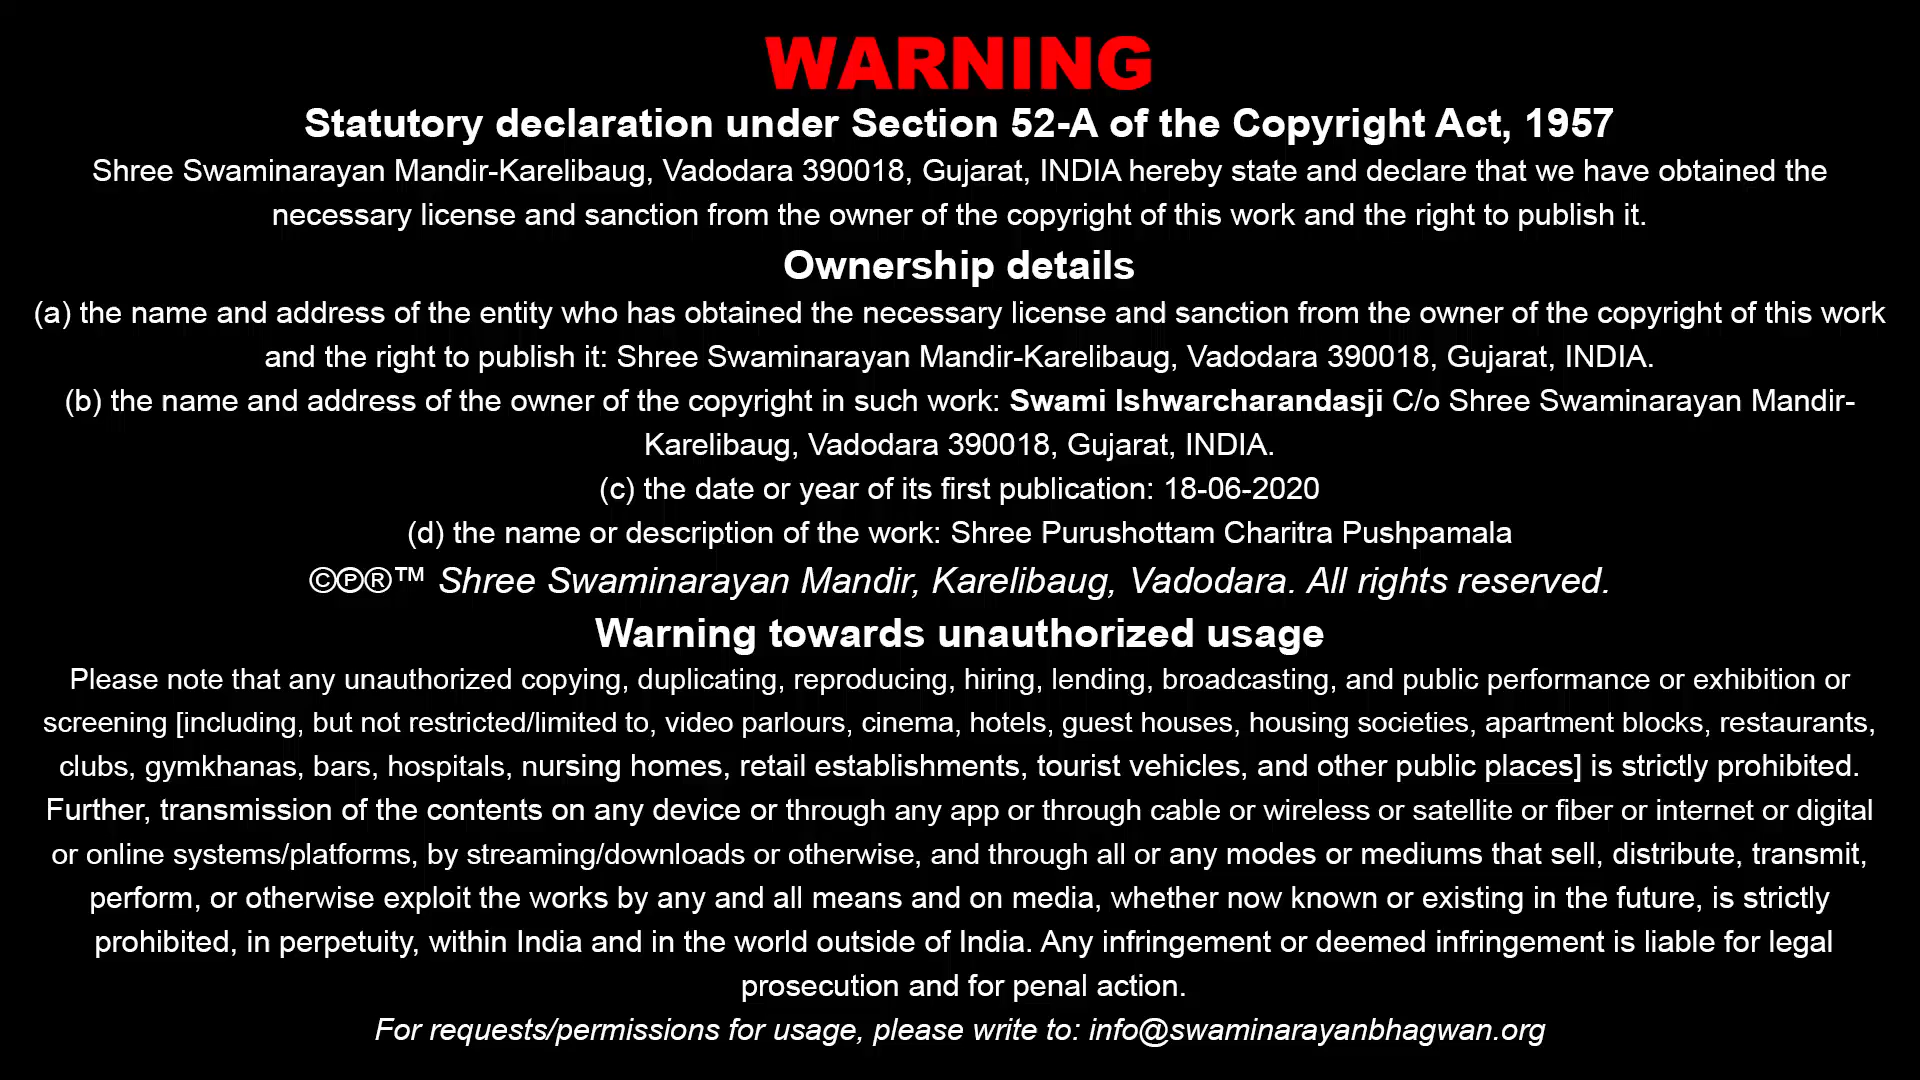 WARNING
Statutory declaration under Section 52-A of the Copyright Act, 1957
Shree Swaminarayan Mandir-Karelibaug, Vadodara 390018, Gujarat, INDIA hereby state and declare that we have obtained the
necessary license and sanction from the owner of the copyright of this work and the right to publish it.
Ownership details
(a) the name and address of the entity who has obtained the necessary license and sanction from the owner of the copyright of this work
and the right to publish it: Shree Swaminarayan Mandir-Karelibaug, Vadodara 390018, Gujarat, INDIA.
(b) the name and address of the owner of the copyright in such work: Swami Ishwarcharandasji C/o Shree Swaminarayan Mandir-
Karelibaug, Vadodara 390018, Gujarat, INDIA.
(c) the date or year of its first publication: 18-06-2020
(d) the name or description of the work: Shree Purushottam Charitra Pushpamala
©℗®™ Shree Swaminarayan Mandir, Karelibaug, Vadodara. All rights reserved.
Warning towards unauthorized usage
Please note that any unauthorized copying, duplicating, reproducing, hiring, lending, broadcasting, and public performance or exhibition or
screening [including, but not restricted/limited to, video parlours, cinema, hotels, guest houses, housing societies, apartment blocks, restaurants,
clubs, gymkhanas, bars, hospitals, nursing homes, retail establishments, tourist vehicles, and other public places] is strictly prohibited.
Further, transmission of the contents on any device or through any app or through cable or wireless or satellite or fiber or internet or digital
or online systems/platforms, by streaming/downloads or otherwise, and through all or any modes or mediums that sell, distribute, transmit,
perform, or otherwise exploit the works by any and all means and on media, whether now known or existing in the future, is strictly
prohibited, in perpetuity, within India and in the world outside of India. Any infringement or deemed infringement is liable for legal
prosecution and for penal action.
For requests/permissions for usage, please write to: info@swaminarayanbhagwan.org